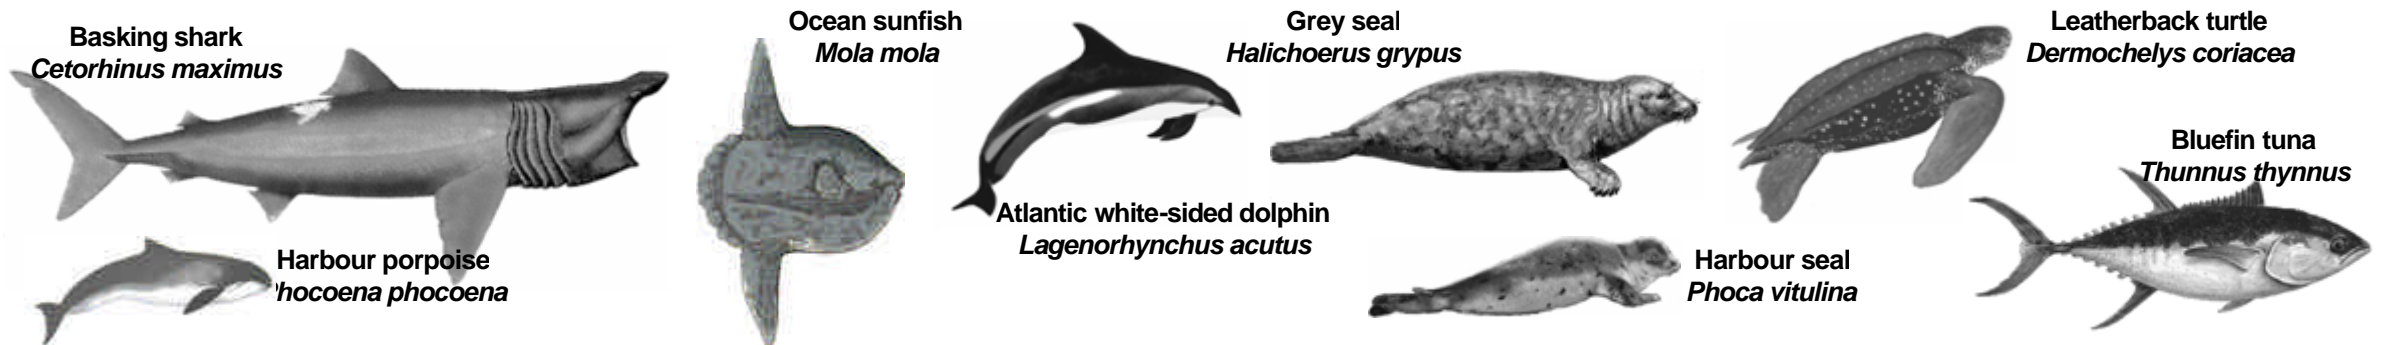 Basking shark
Cetorhinus maximus
Ocean sunfish
Mola mola
Grey seal
Halichoerus grypus
Leatherback turtle
Dermochelys coriacea
Bluefin tuna
Thunnus thynnus
Atlantic white-sided dolphin
Lagenorhynchus acutus
Harbour porpoise
Phocoena phocoena
Harbour seal
Phoca vitulina